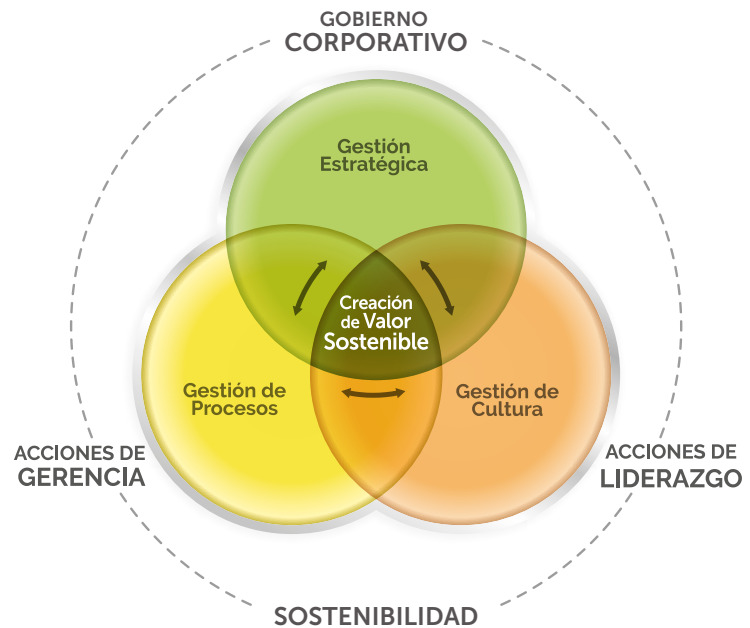 GOBIERNO
CORPORATIVO
Gestión
Estratégica
Creación
de Valor
Sostenible
Gestión de
Procesos
Gestión de
Cultura
ACCIONES DE
GERENCIA
ACCIONES DE
LIDERAZGO
SOSTENIBILIDAD